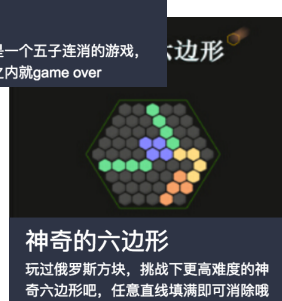 是一个五子连消的游戏，
之内就game over
六边形
神奇的六边形
玩过俄罗斯方块，挑战下更高难度的神
奇六边形吧，任意直线填满即可消除哦